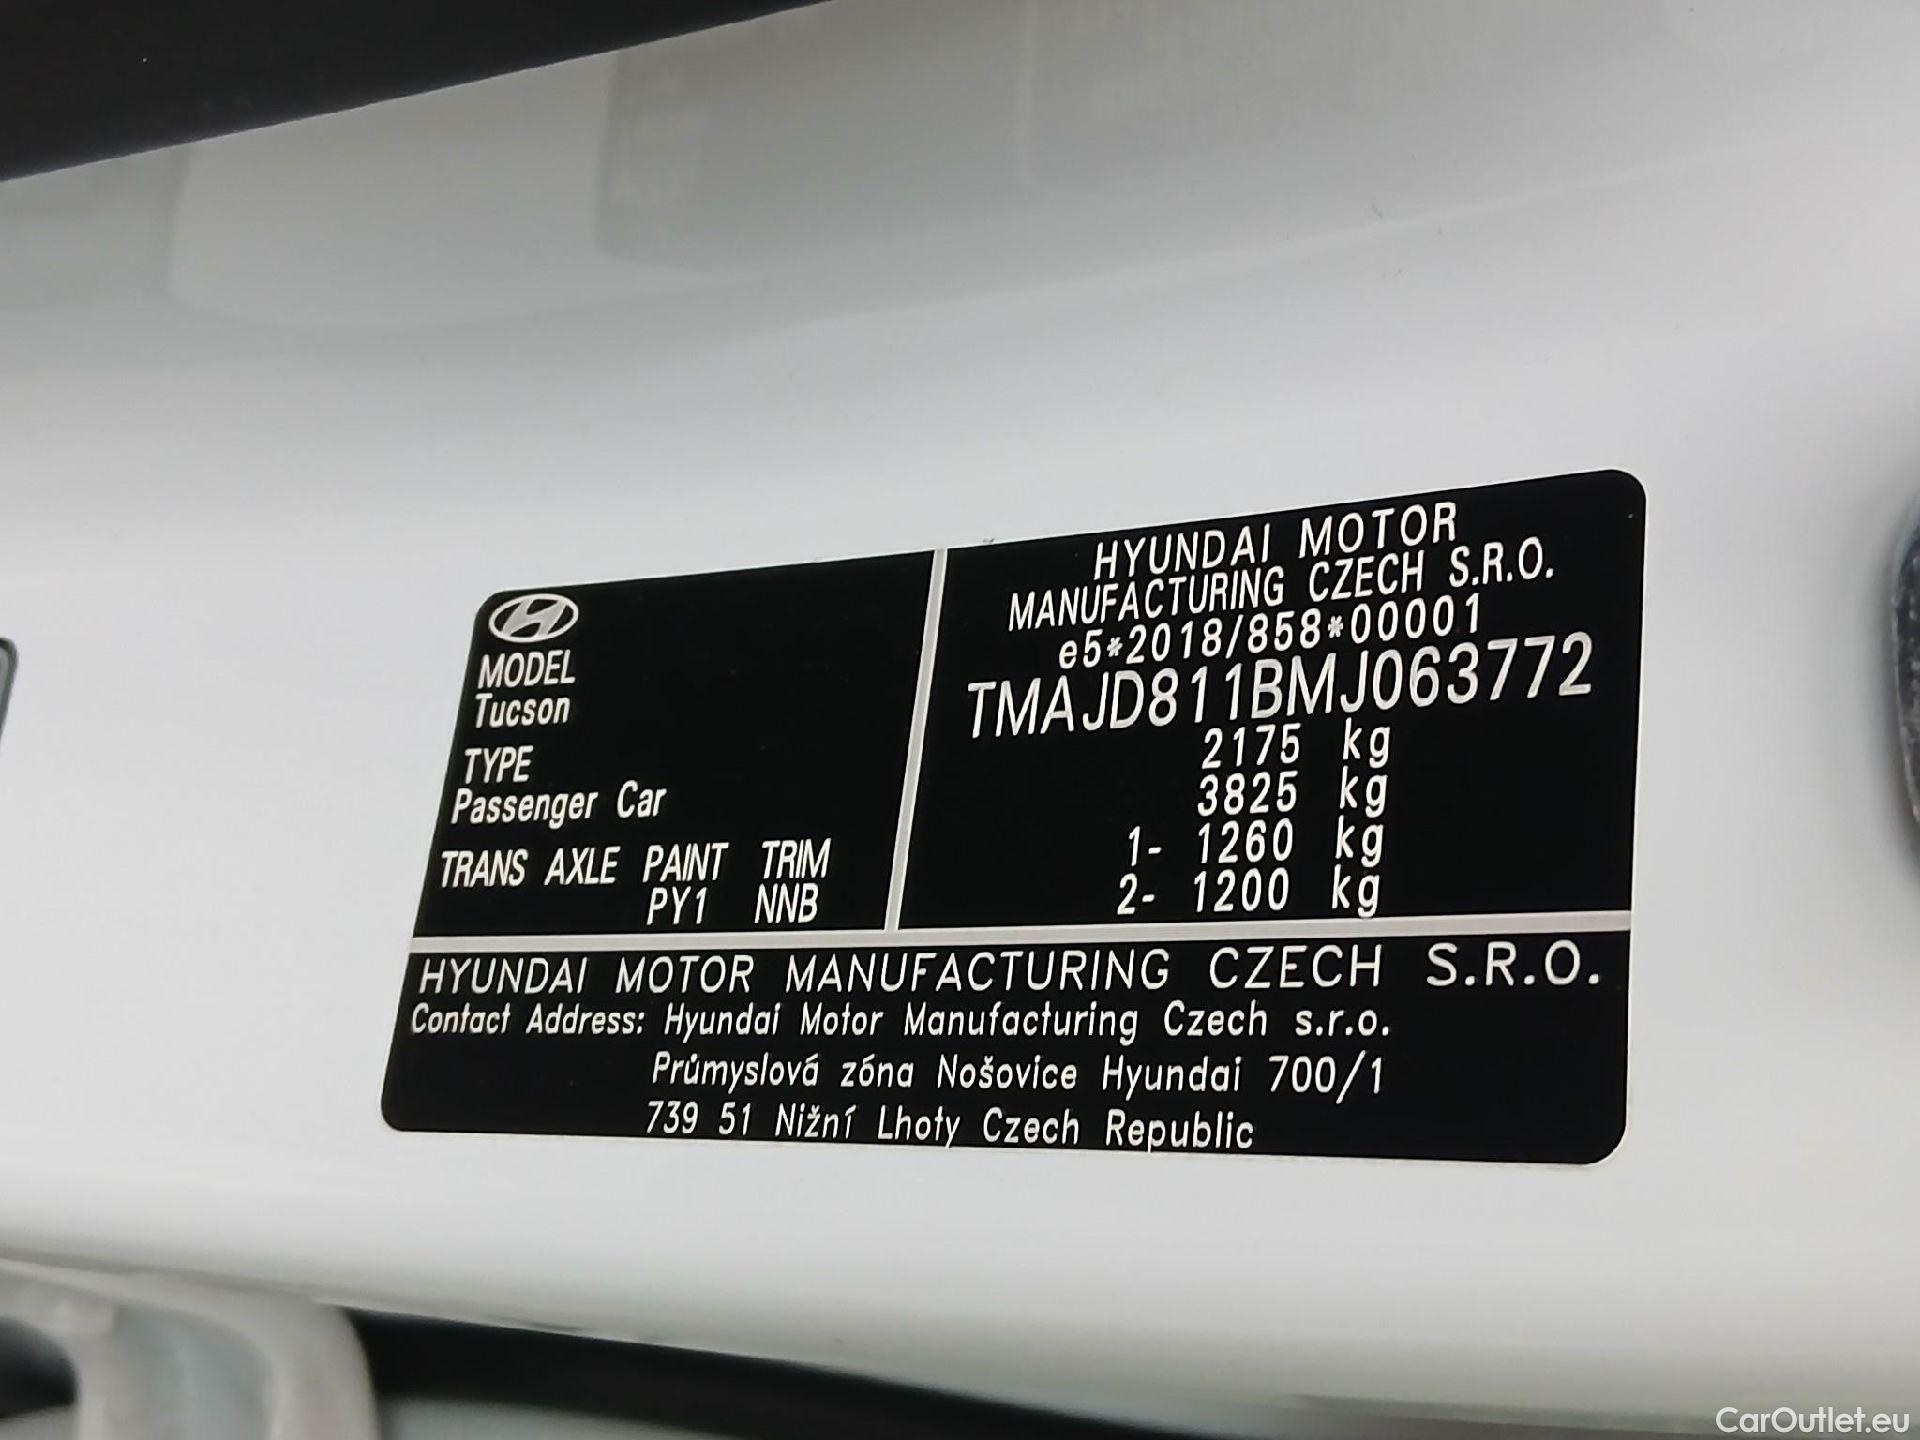 MODEL
Tucson
TYPE
Passenger Car
TRANS AXLE PAINT TRIM
PY1 NNB
HYUNDAI MOTOR
MANUFACTURING CZECH S.R.O.
e5*2018/858*00001
TMAJD811BMJ063772
2175 kg
3825 kg
1- 1260 kg
2- 1200 kg
HYUNDAI MOTOR MANUFACTURING CZECH S.R.O.
Contact Address: Hyundai Motor Manufacturing Czech s.r.o.
Průmyslová zóna Nošovice Hyundai 700/1
739 51 Nižní Lhoty Czech Republic
CarOutlet.eu